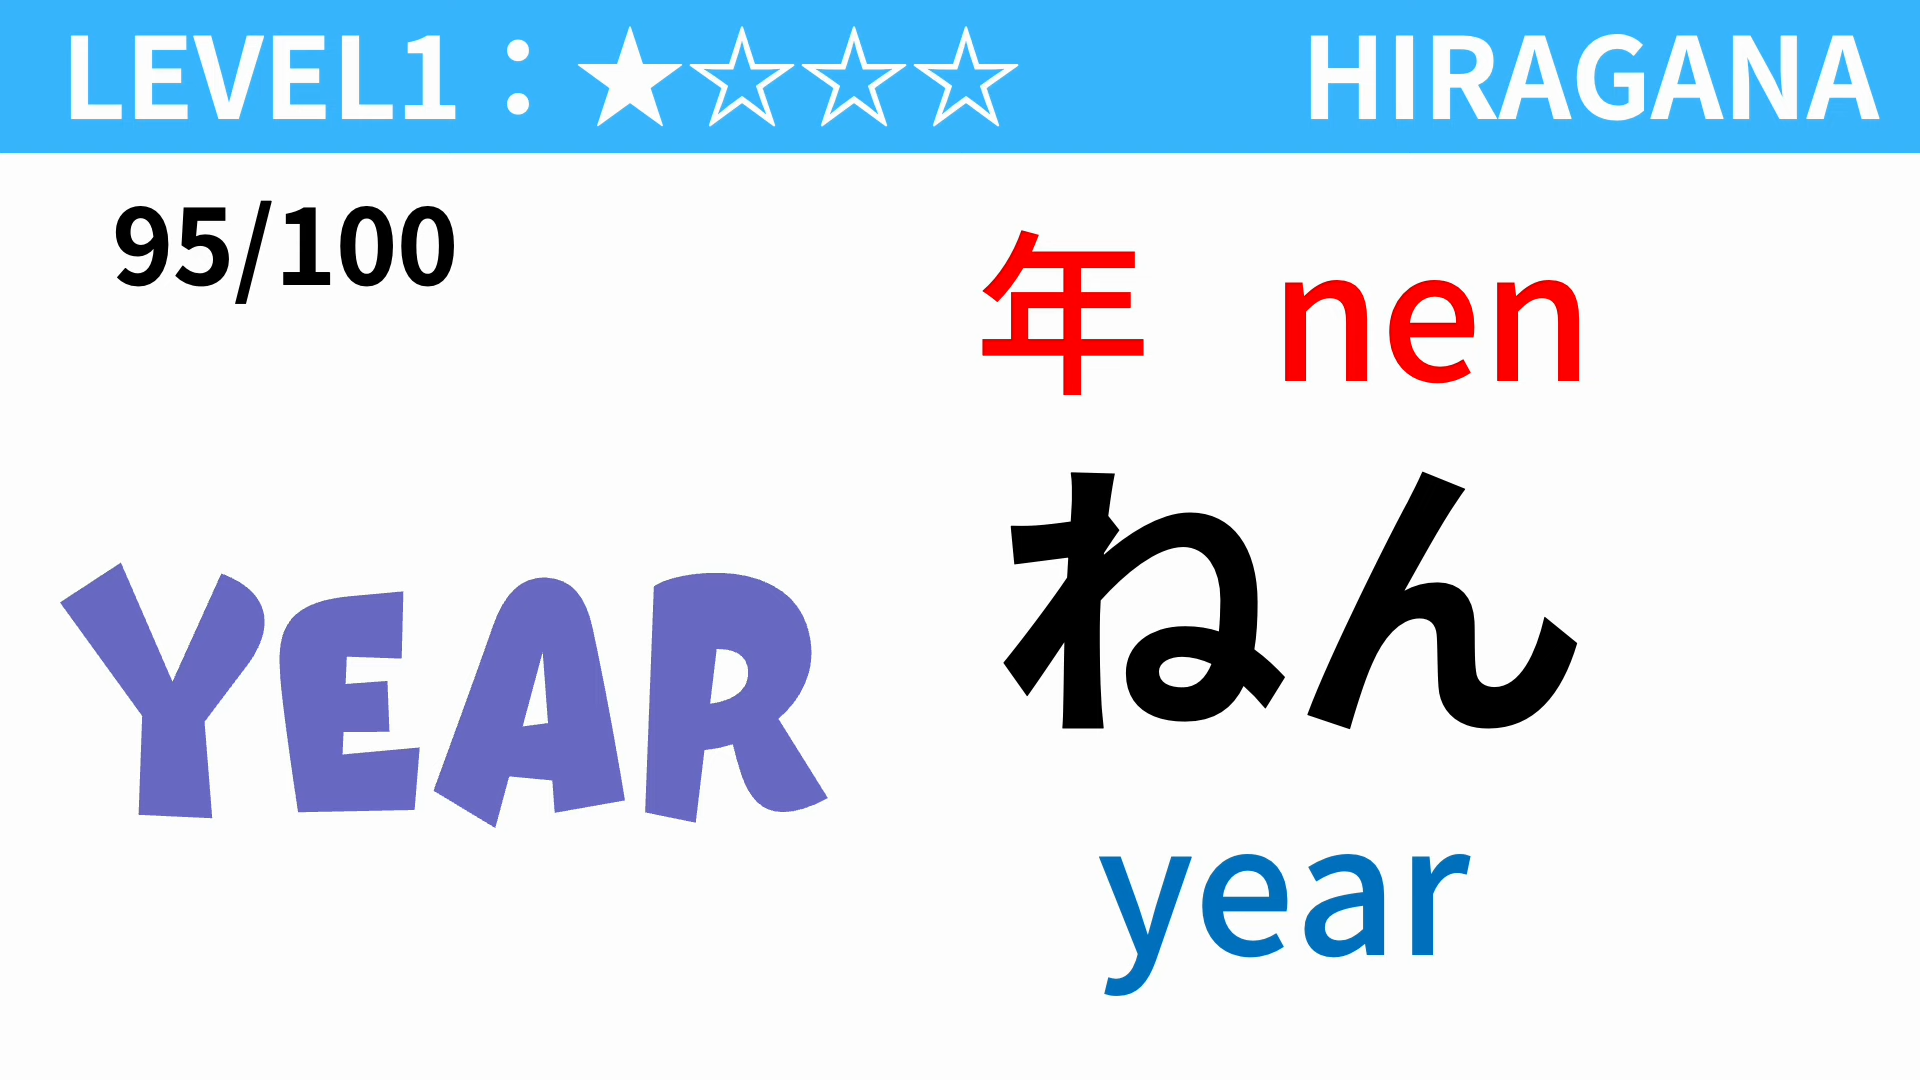 LEVEL1：★☆☆☆ HIRAGANA
95/100
年 nen
ねん
YEAR
year